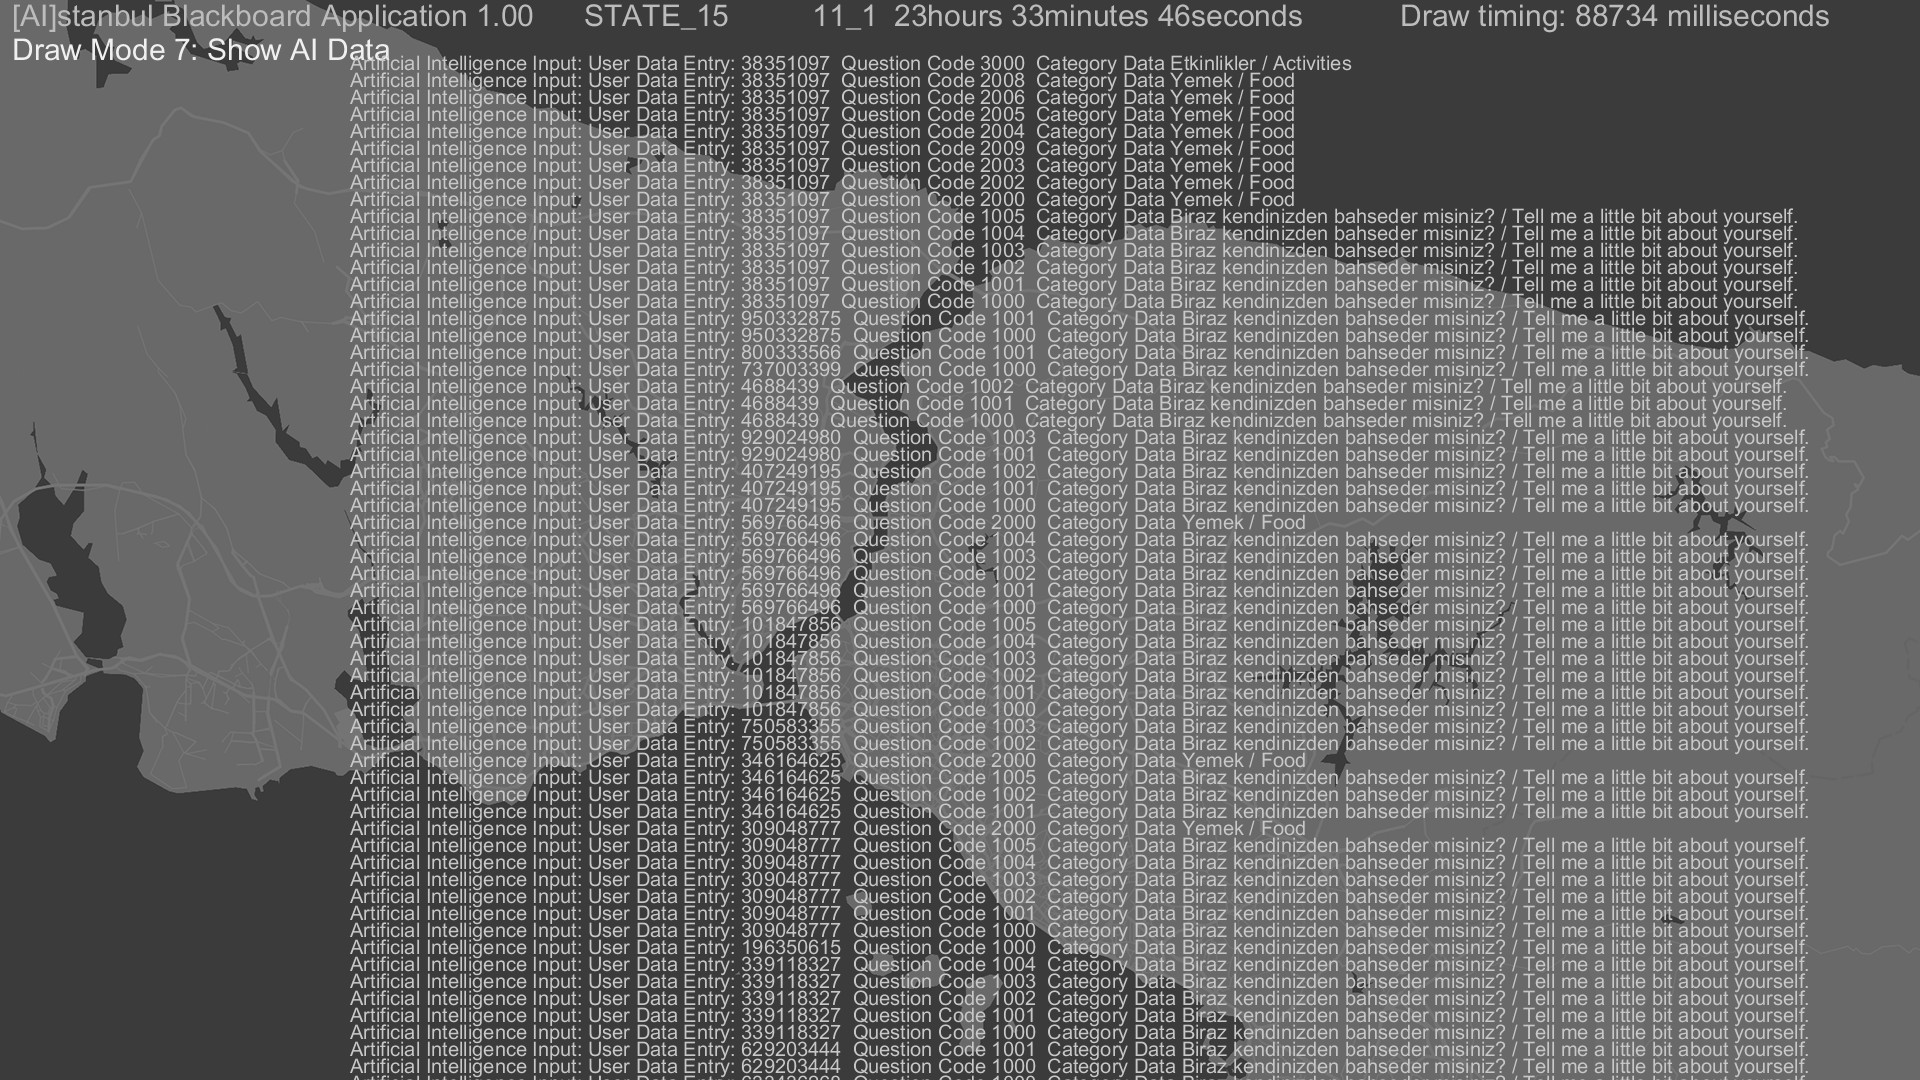 [AI]stanbul Blackboard Application 1.00 STATE_15 11_1 23hours 33minutes 46seconds Draw timing: 88734 milliseconds
Draw Mode 7: Show AI Data
Artificial Intelligence Input: User Data Entry: 38351097 Question Code 3000 Category Data Etkinlikler / Activities
Artificial Intelligence Input: User Data Entry: 38351097 Question Code 2008 Category Data Yemek / Food
Artificial Intelligence Input: User Data Entry: 38351097 Question Code 2006 Category Data Yemek / Food
Artificial Intelligence Input: User Data Entry: 38351097 Question Code 2005 Category Data Yemek / Food
Artificial Intelligence Input: User Data Entry: 38351097 Question Code 2004 Category Data Yemek / Food
Artificial Intelligence Input: User Data Entry: 38351097 Question Code 2009 Category Data Yemek / Food
Artificial Intelligence Input: User Data Entry: 38351097 Question Code 2003 Category Data Yemek / Food
Artificial Intelligence Input: User Data Entry: 38351097 Question Code 2002 Category Data Yemek / Food
Artificial Intelligence Input: User Data Entry: 38351097 Question Code 2000 Category Data Yemek / Food
Artificial Intelligence Input: User Data Entry: 38351097 Question Code 1005 Category Data Biraz kendinizden bahseder misiniz? / Tell me a little bit about yourself.
Artificial Intelligence Input: User Data Entry: 38351097 Question Code 1004 Category Data Biraz kendinizden bahseder misiniz? / Tell me a little bit about yourself.
Artificial Intelligence Input: User Data Entry: 38351097 Question Code 1003 Category Data Biraz kendinizden bahseder misiniz? / Tell me a little bit about yourself.
Artificial Intelligence Input: User Data Entry: 38351097 Question Code 1002 Category Data Biraz kendinizden bahseder misiniz? / Tell me a little bit about yourself.
Artificial Intelligence Input: User Data Entry: 38351097 Question Code 1001 Category Data Biraz kendinizden bahseder misiniz? / Tell me a little bit about yourself.
Artificial Intelligence Input: User Data Entry: 38351097 Question Code 1000 Category Data Biraz kendinizden bahseder misiniz? / Tell me a little bit about yourself.
Artificial Intelligence Input: User Data Entry: 950332875 Question Code 1001 Category Data Biraz kendinizden bahseder misiniz? / Tell me a little bit about yourself.
Artificial Intelligence Input: User Data Entry: 950332875 Question Code 1000 Category Data Biraz kendinizden bahseder misiniz? / Tell me a little bit about yourself.
Artificial Intelligence Input: User Data Entry: 800333566 Question Code 1001 Category Data Biraz kendinizden bahseder misiniz? / Tell me a little bit about yourself.
Artificial Intelligence Input: User Data Entry: 737003399 Question Code 1000 Category Data Biraz kendinizden bahseder misiniz? / Tell me a little bit about yourself.
Artificial Intelligence Input: User Data Entry: 4688439 Question Code 1002 Category Data Biraz kendinizden bahseder misiniz? / Tell me a little bit about yourself.
Artificial Intelligence Input: User Data Entry: 4688439 Question Code 1001 Category Data Biraz kendinizden bahseder misiniz? / Tell me a little bit about yourself.
Artificial Intelligence Input: User Data Entry: 4688439 Question Code 1000 Category Data Biraz kendinizden bahseder misiniz? / Tell me a little bit about yourself.
Artificial Intelligence Input: User Data Entry: 929024980 Question Code 1003 Category Data Biraz kendinizden bahseder misiniz? / Tell me a little bit about yourself.
Artificial Intelligence Input: User Data Entry: 929024980 Question Code 1001 Category Data Biraz kendinizden bahseder misiniz? / Tell me a little bit about yourself.
Artificial Intelligence Input: User Data Entry: 407249195 Question Code 1002 Category Data Biraz kendinizden bahseder misiniz? / Tell me a little bit about yourself.
Artificial Intelligence Input: User Data Entry: 407249195 Question Code 1001 Category Data Biraz kendinizden bahseder misiniz? / Tell me a little bit about yourself.
Artificial Intelligence Input: User Data Entry: 407249195 Question Code 1000 Category Data Biraz kendinizden bahseder misiniz? / Tell me a little bit about yourself.
Artificial Intelligence Input: User Data Entry: 569766496 Question Code 2000 Category Data Yemek / Food
Artificial Intelligence Input: User Data Entry: 569766496 Question Code 1004 Category Data Biraz kendinizden bahseder misiniz? / Tell me a little bit about yourself.
Artificial Intelligence Input: User Data Entry: 569766496 Question Code 1003 Category Data Biraz kendinizden bahseder misiniz? / Tell me a little bit about yourself.
Artificial Intelligence Input: User Data Entry: 569766496 Question Code 1002 Category Data Biraz kendinizden bahseder misiniz? / Tell me a little bit about yourself.
Artificial Intelligence Input: User Data Entry: 569766496 Question Code 1001 Category Data Biraz kendinizden bahseder misiniz? / Tell me a little bit about yourself.
Artificial Intelligence Input: User Data Entry: 569766496 Question Code 1000 Category Data Biraz kendinizden bahseder misiniz? / Tell me a little bit about yourself.
Artificial Intelligence Input: User Data Entry: 101847856 Question Code 1005 Category Data Biraz kendinizden bahseder misiniz? / Tell me a little bit about yourself.
Artificial Intelligence Input: User Data Entry: 101847856 Question Code 1004 Category Data Biraz kendinizden bahseder misiniz? / Tell me a little bit about yourself.
Artificial Intelligence Input: User Data Entry: 101847856 Question Code 1003 Category Data Biraz kendinizden bahseder misiniz? / Tell me a little bit about yourself.
Artificial Intelligence Input: User Data Entry: 101847856 Question Code 1002 Category Data Biraz kendinizden bahseder misiniz? / Tell me a little bit about yourself.
Artificial Intelligence Input: User Data Entry: 101847856 Question Code 1001 Category Data Biraz kendinizden bahseder misiniz? / Tell me a little bit about yourself.
Artificial Intelligence Input: User Data Entry: 101847856 Question Code 1000 Category Data Biraz kendinizden bahseder misiniz? / Tell me a little bit about yourself.
Artificial Intelligence Input: User Data Entry: 750583355 Question Code 1003 Category Data Biraz kendinizden bahseder misiniz? / Tell me a little bit about yourself.
Artificial Intelligence Input: User Data Entry: 750583355 Question Code 1002 Category Data Biraz kendinizden bahseder misiniz? / Tell me a little bit about yourself.
Artificial Intelligence Input: User Data Entry: 346164625 Question Code 2000 Category Data Yemek / Food
Artificial Intelligence Input: User Data Entry: 346164625 Question Code 1005 Category Data Biraz kendinizden bahseder misiniz? / Tell me a little bit about yourself.
Artificial Intelligence Input: User Data Entry: 346164625 Question Code 1002 Category Data Biraz kendinizden bahseder misiniz? / Tell me a little bit about yourself.
Artificial Intelligence Input: User Data Entry: 346164625 Question Code 1001 Category Data Biraz kendinizden bahseder misiniz? / Tell me a little bit about yourself.
Artificial Intelligence Input: User Data Entry: 309048777 Question Code 2000 Category Data Yemek / Food
Artificial Intelligence Input: User Data Entry: 309048777 Question Code 1005 Category Data Biraz kendinizden bahseder misiniz? / Tell me a little bit about yourself.
Artificial Intelligence Input: User Data Entry: 309048777 Question Code 1004 Category Data Biraz kendinizden bahseder misiniz? / Tell me a little bit about yourself.
Artificial Intelligence Input: User Data Entry: 309048777 Question Code 1003 Category Data Biraz kendinizden bahseder misiniz? / Tell me a little bit about yourself.
Artificial Intelligence Input: User Data Entry: 309048777 Question Code 1002 Category Data Biraz kendinizden bahseder misiniz? / Tell me a little bit about yourself.
Artificial Intelligence Input: User Data Entry: 309048777 Question Code 1001 Category Data Biraz kendinizden bahseder misiniz? / Tell me a little bit about yourself.
Artificial Intelligence Input: User Data Entry: 309048777 Question Code 1000 Category Data Biraz kendinizden bahseder misiniz? / Tell me a little bit about yourself.
Artificial Intelligence Input: User Data Entry: 196350615 Question Code 1000 Category Data Biraz kendinizden bahseder misiniz? / Tell me a little bit about yourself.
Artificial Intelligence Input: User Data Entry: 339118327 Question Code 1004 Category Data Biraz kendinizden bahseder misiniz? / Tell me a little bit about yourself.
Artificial Intelligence Input: User Data Entry: 339118327 Question Code 1003 Category Data Biraz kendinizden bahseder misiniz? / Tell me a little bit about yourself.
Artificial Intelligence Input: User Data Entry: 339118327 Question Code 1002 Category Data Biraz kendinizden bahseder misiniz? / Tell me a little bit about yourself.
Artificial Intelligence Input: User Data Entry: 339118327 Question Code 1001 Category Data Biraz kendinizden bahseder misiniz? / Tell me a little bit about yourself.
Artificial Intelligence Input: User Data Entry: 339118327 Question Code 1000 Category Data Biraz kendinizden bahseder misiniz? / Tell me a little bit about yourself.
Artificial Intelligence Input: User Data Entry: 629203444 Question Code 1001 Category Data Biraz kendinizden bahseder misiniz? / Tell me a little bit about yourself.
Artificial Intelligence Input: User Data Entry: 629203444 Question Code 1000 Category Data Biraz kendinizden bahseder misiniz? / Tell me a little bit about yourself.